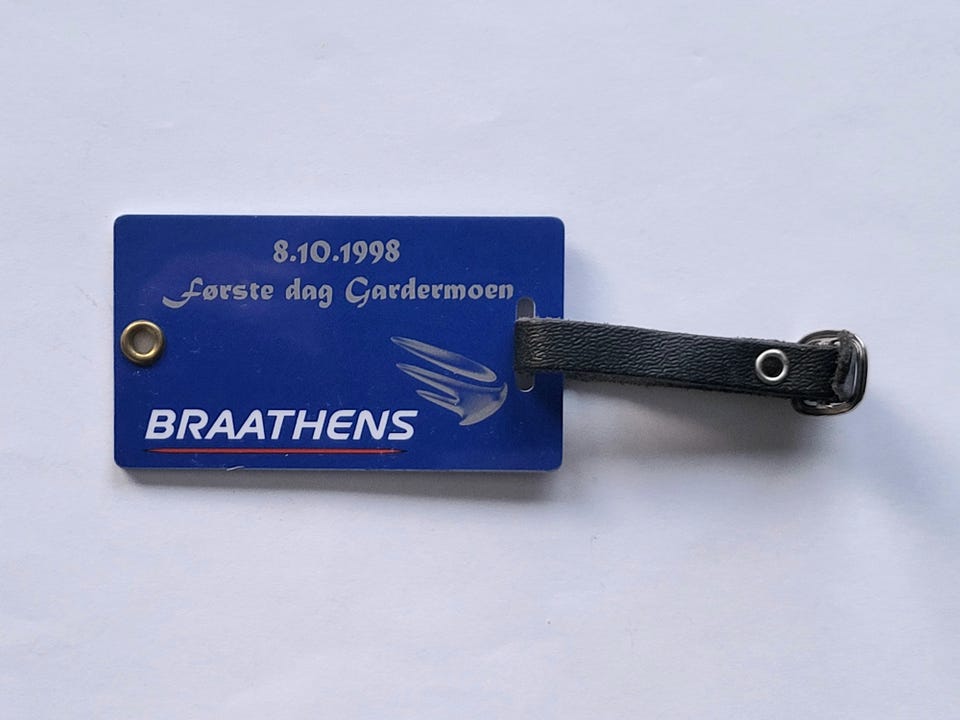 8.10.1998
Første dag Gardermoen
BRAATHENS